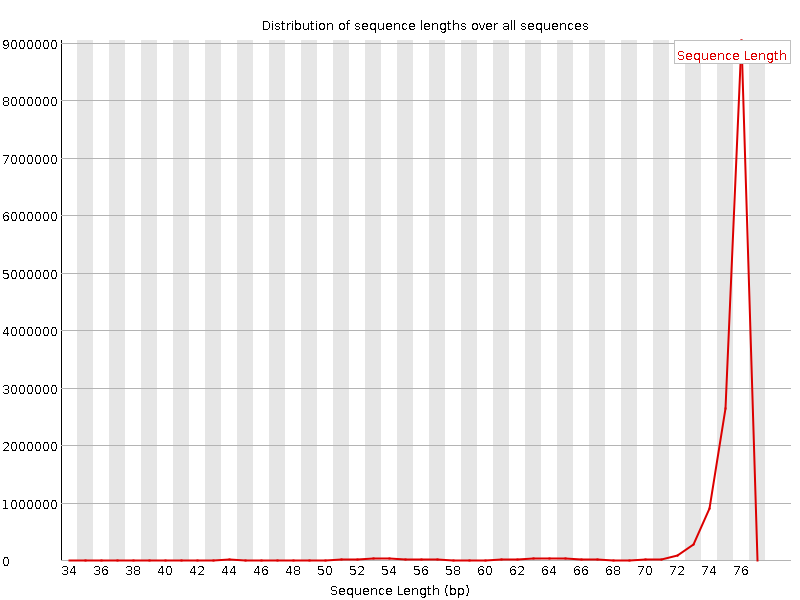 Distribution of sequence lengths over all sequences
9000000
Sequence Length
8000000
7000000
6000000
5000000
4000000
3000000
2000000
1000000
0
34 36 38 40 42 44 46 48 50 52 54 56 58 60 62 64 66 68 70 72 74 76
Sequence Length (bp)